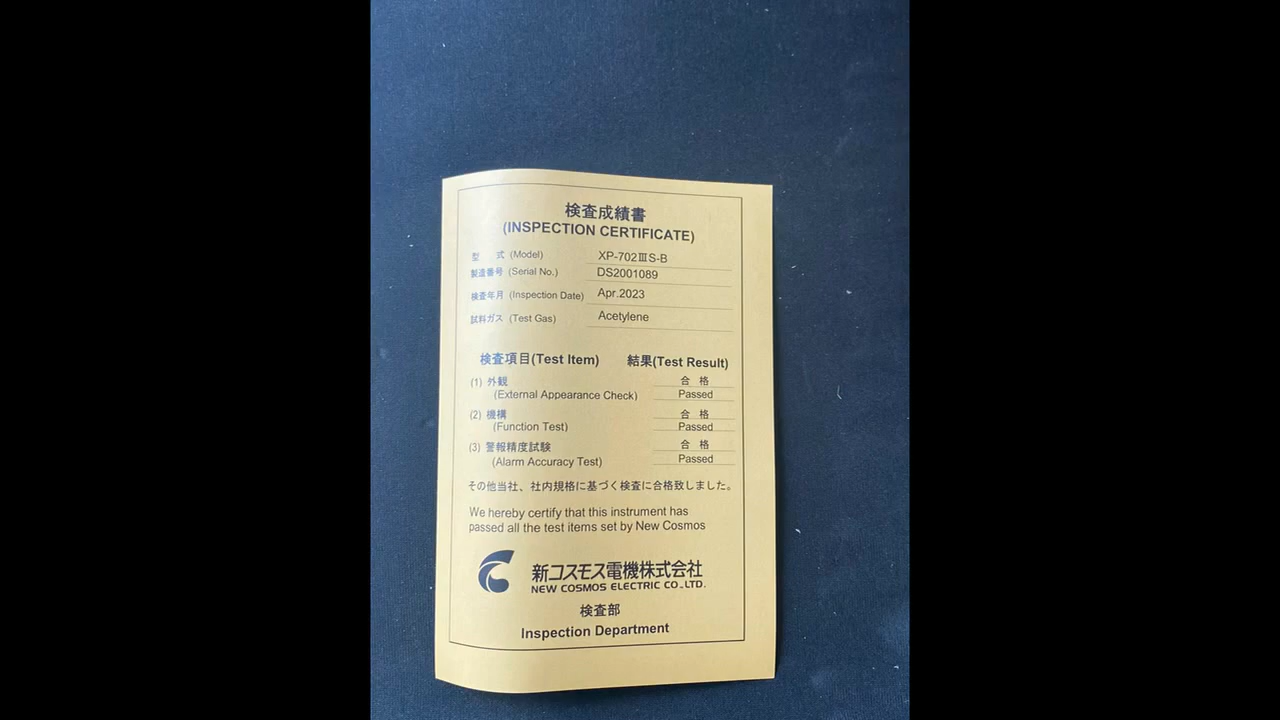 検査成績書
(INSPECTION CERTIFICATE)
型 式 (Model) XP-702ⅢS-B
製造番号 (Serial No.) DS2001089
検査年月 (Inspection Date) Apr.2023
試料ガス (Test Gas) Acetylene
検査項目(Test Item) 結果(Test Result)
(1) 外観 合 格
(External Appearance Check) Passed
(2) 機構 合 格
(Function Test) Passed
(3) 警報精度試験 合 格
(Alarm Accuracy Test) Passed
その他当社、社内規格に基づく検査に合格致しました。
We hereby certify that this instrument has
passed all the test items set by New Cosmos
新コスモス電機株式会社
NEW COSMOS ELECTRIC CO.,LTD.
検査部
Inspection Department